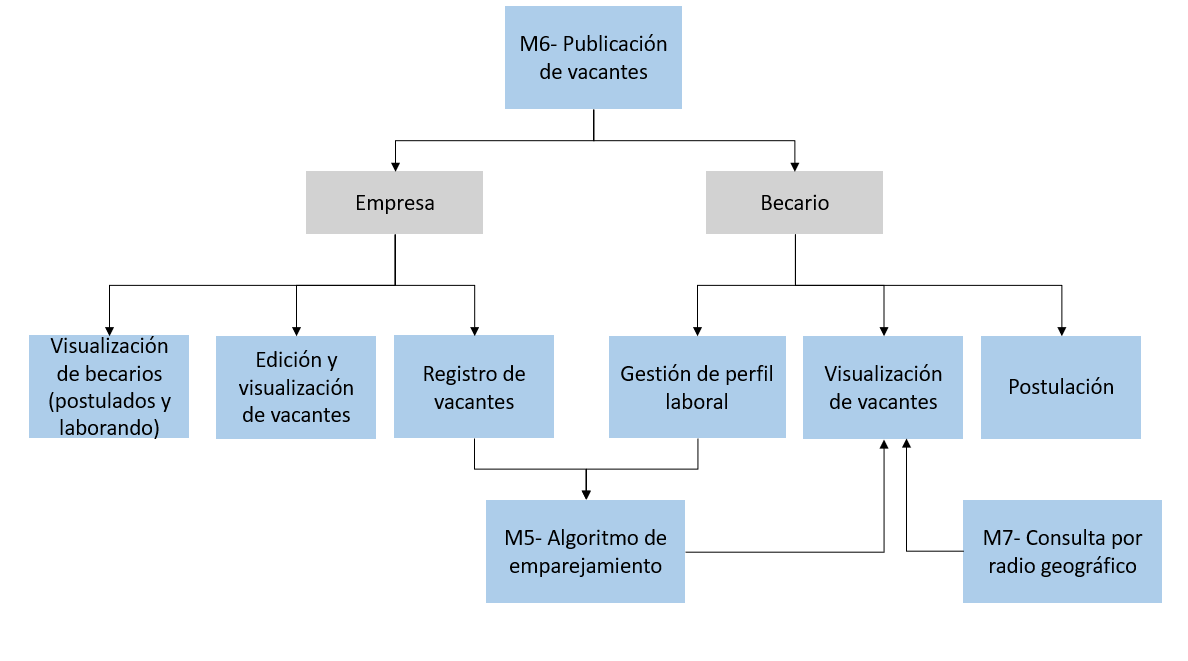 M6- Publicación
de vacantes
Empresa
Becario
Visualización
de becarios
(postulados y
laborando)
Edición y
visualización
de vacantes
Registro de
vacantes
Gestión de perfil
laboral
Visualización
de vacantes
Postulación
M5- Algoritmo de
emparejamiento
M7- Consulta por
radio geográfico